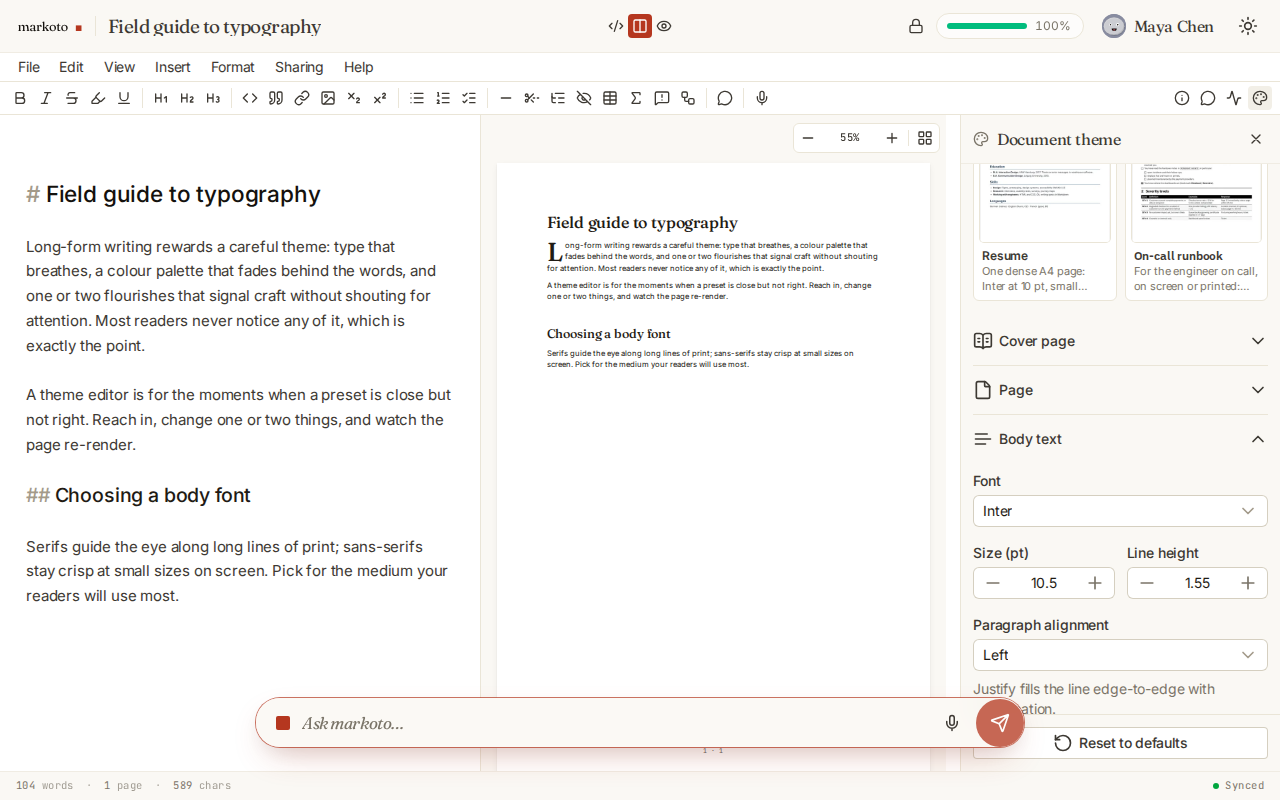 markoto
Field guide to typography
100%
Maya Chen
File Edit View Insert Format Sharing Help
H1 H2 H3
55%
Document theme
# Field guide to typography
Long-form writing rewards a careful theme: type that
breathes, a colour palette that fades behind the words, and
one or two flourishes that signal craft without shouting for
attention. Most readers never notice any of it, which is
exactly the point.
A theme editor is for the moments when a preset is close but
not right. Reach in, change one or two things, and watch the
page re-render.
## Choosing a body font
Serifs guide the eye along long lines of print; sans-serifs
stay crisp at small sizes on screen. Pick for the medium your
readers will use most.
Field guide to typography
Long-form writing rewards a careful theme: type that breathes, a colour palette that
fades behind the words, and one or two flourishes that signal craft without shouting
for attention. Most readers never notice any of it, which is exactly the point.
A theme editor is for the moments when a preset is close but not right. Reach in, change
one or two things, and watch the page re-render.
Choosing a body font
Serifs guide the eye along long lines of print; sans-serifs stay crisp at small sizes on
screen. Pick for the medium your readers will use most.
1 · 1
Resume
One dense A4 page:
Inter at 10 pt, small…
On-call runbook
For the engineer on call,
on screen or printed:…
Cover page
Page
Body text
Font
Inter
Size (pt)
10.5
Line height
1.55
Paragraph alignment
Left
Justify fills the line edge-to-edge with
Reset to defaults
Ask markoto…
104 words · 1 page · 589 chars
Synced